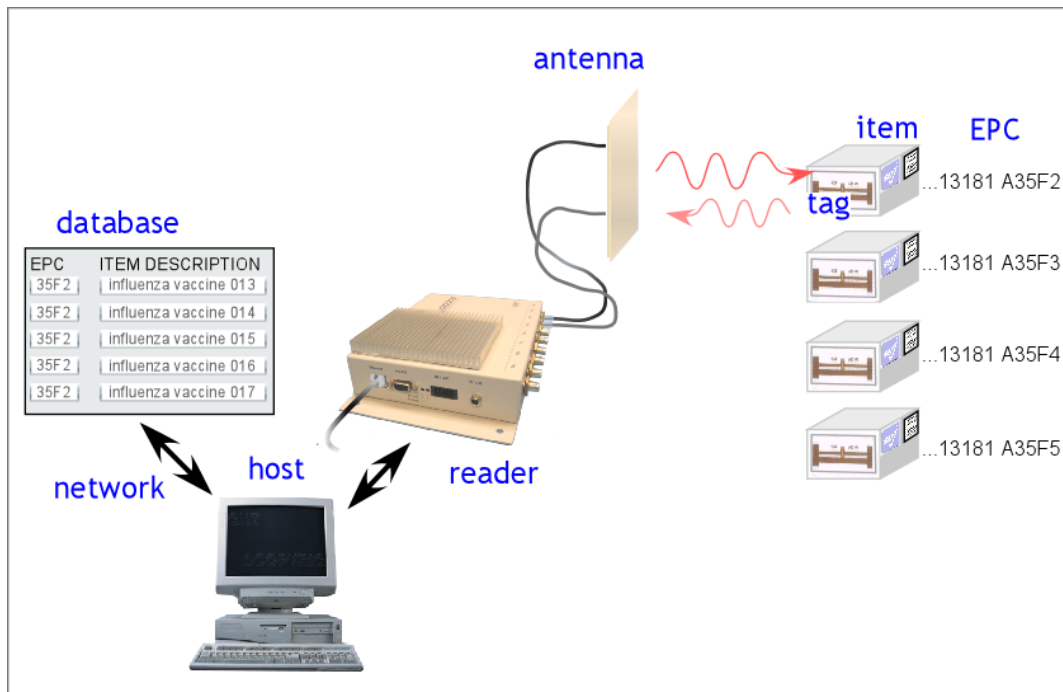 antenna
item EPC
...13181 A35F2
tag
database
EPC ITEM DESCRIPTION
35F2 influenza vaccine 013
35F2 influenza vaccine 014
35F2 influenza vaccine 015
35F2 influenza vaccine 016
35F2 influenza vaccine 017
...13181 A35F3
...13181 A35F4
...13181 A35F5
host
reader
network